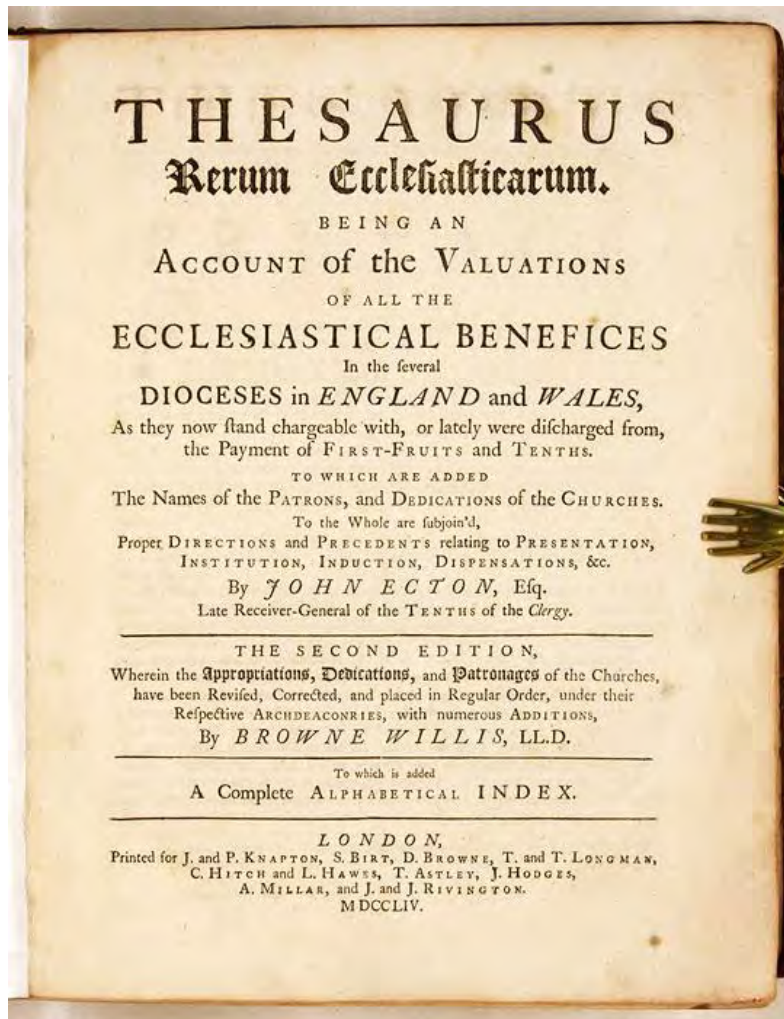 THESAURUS
Rerum Eccleſiaſticarum.
BEING AN
ACCOUNT of the VALUATIONS
OF ALL THE
ECCLESIASTICAL BENEFICES
In the ſeveral
DIOCESES in ENGLAND and WALES,
As they now ſtand chargeable with, or lately were diſcharged from,
the Payment of FIRST-FRUITS and TENTHS.
TO WHICH ARE ADDED
The Names of the PATRONS, and DEDICATIONS of the CHURCHES.
To the Whole are ſubjoin'd,
Proper DIRECTIONS and PRECEDENTS relating to PRESENTATION,
INSTITUTION, INDUCTION, DISPENSATIONS, &c.
By JOHN ECTON, Eſq.
Late Receiver-General of the TENTHS of the Clergy.
THE SECOND EDITION,
Wherein the Appropriations, Dedications, and Patronages of the Churches,
have been Reviſed, Corrected, and placed in Regular Order, under their
Reſpective ARCHDEACONRIES, with numerous ADDITIONS,
By BROWNE WILLIS, LL.D.
To which is added
A Complete ALPHABETICAL INDEX.
LONDON,
Printed for J. and P. KNAPTON, S. BIRT, D. BROWNE, T. and T. LONGMAN,
C. HITCH and L. HAWES, T. ASTLEY, J. HODGES,
A. MILLAR, and J. and J. RIVINGTON.
MDCCLIV.